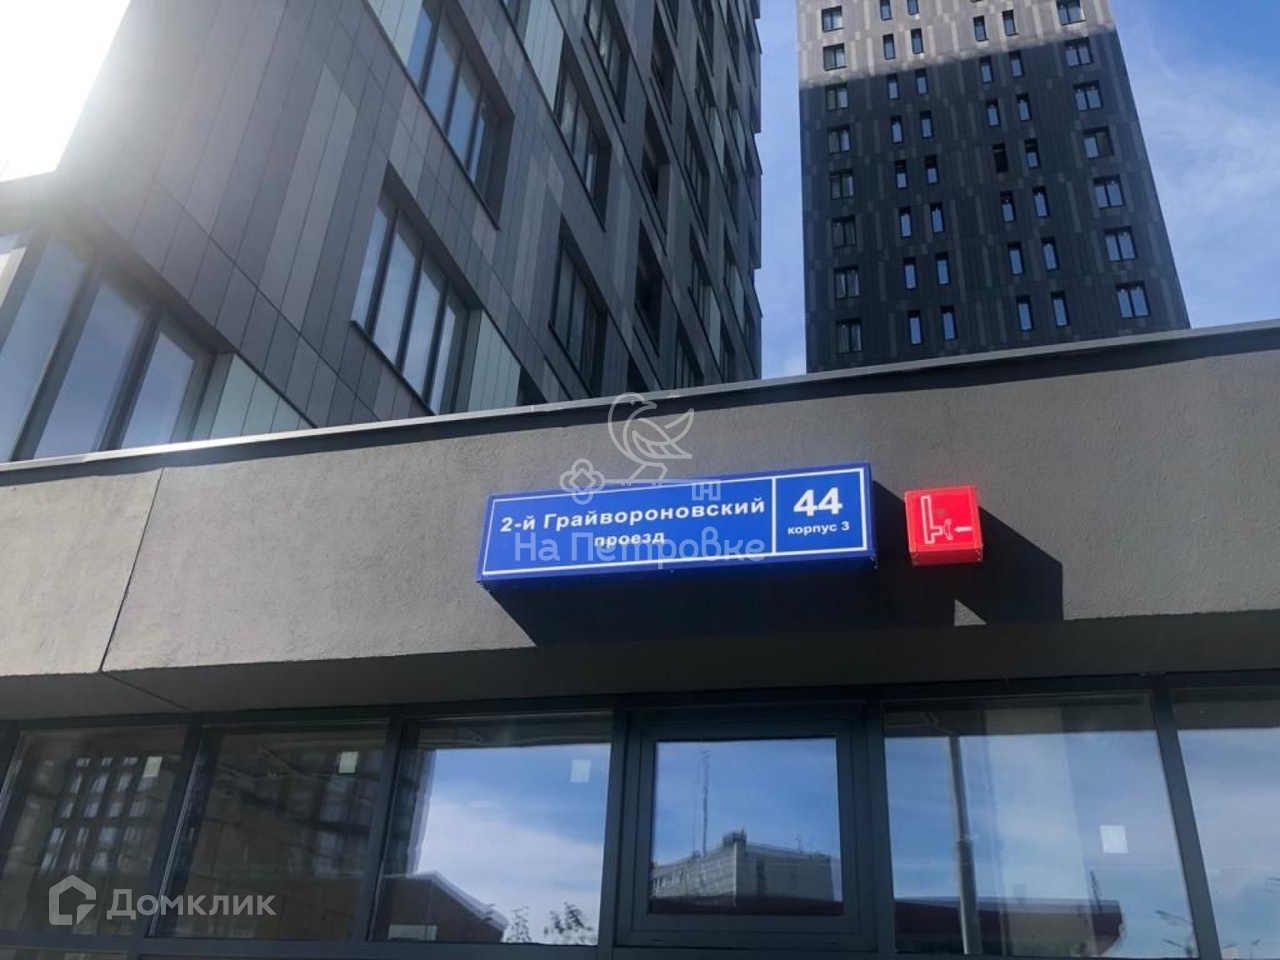 2-й Грайвороновский
проезд
44
корпус 3
На Петровке
Домклик